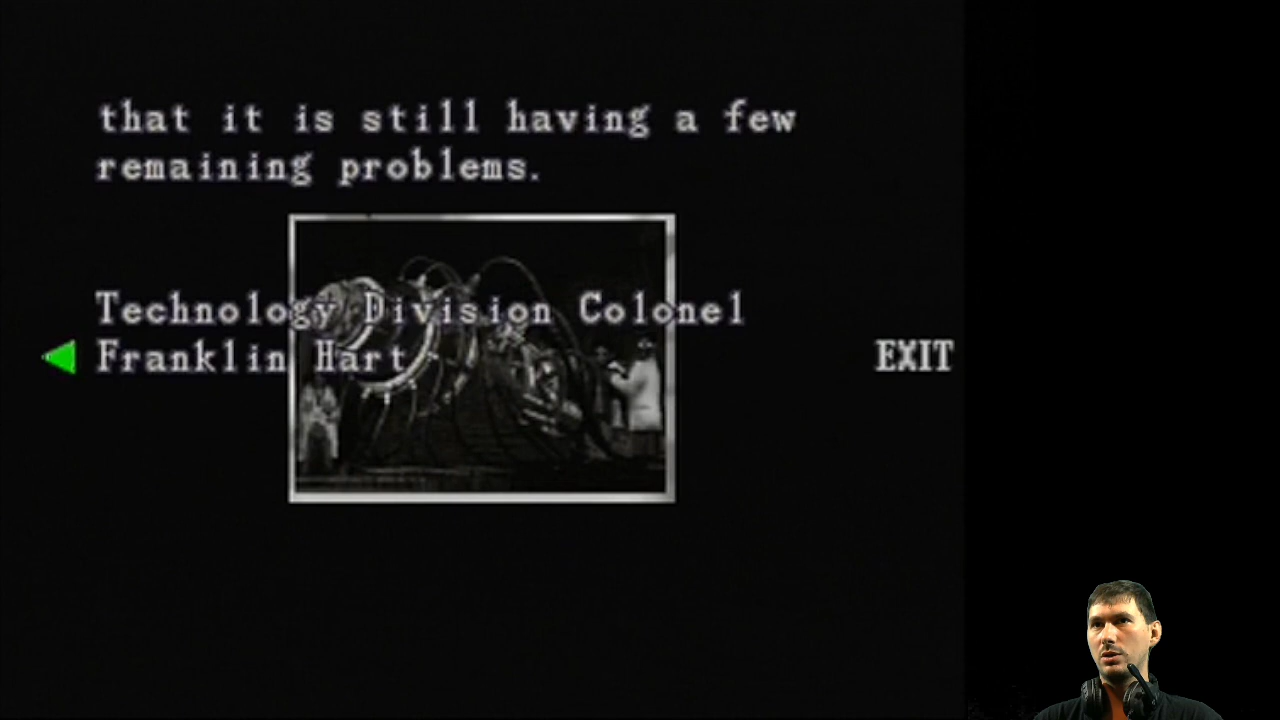 that it is still having a few
remaining problems.
Technology Division Colonel
Franklin Hart
EXIT